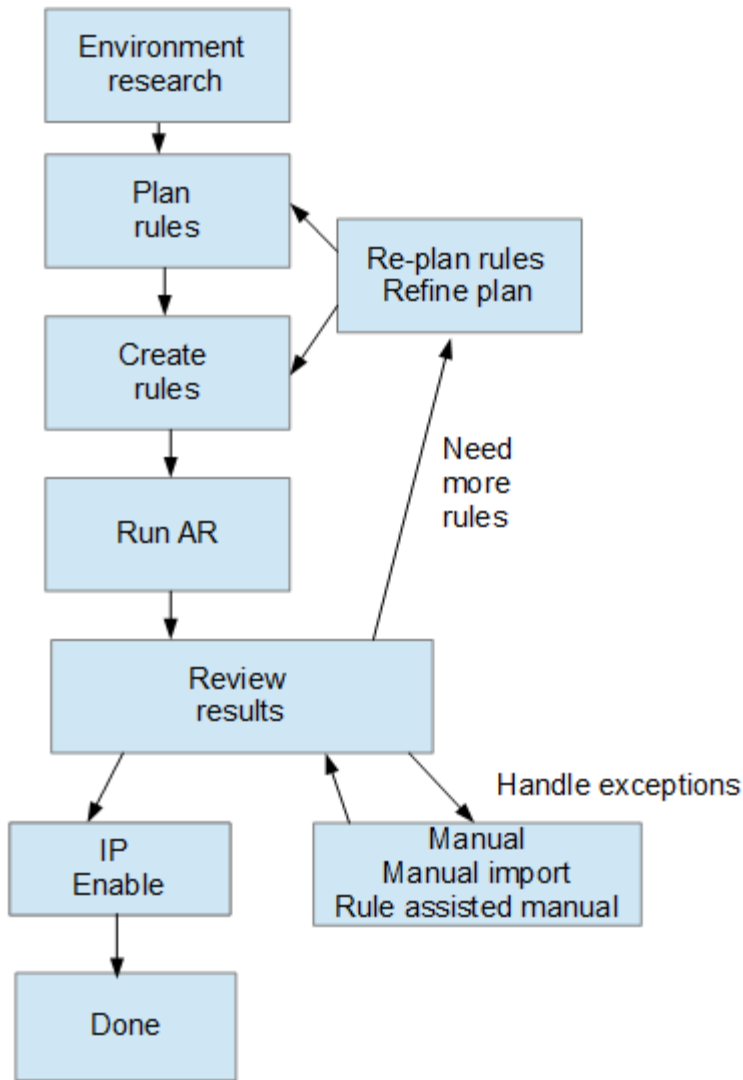 Environment
research
Plan
rules
Re-plan rules
Refine plan
Create
rules
Need
more
rules
Run AR
Review
results
Handle exceptions
IP
Enable
Manual
Manual import
Rule assisted manual
Done